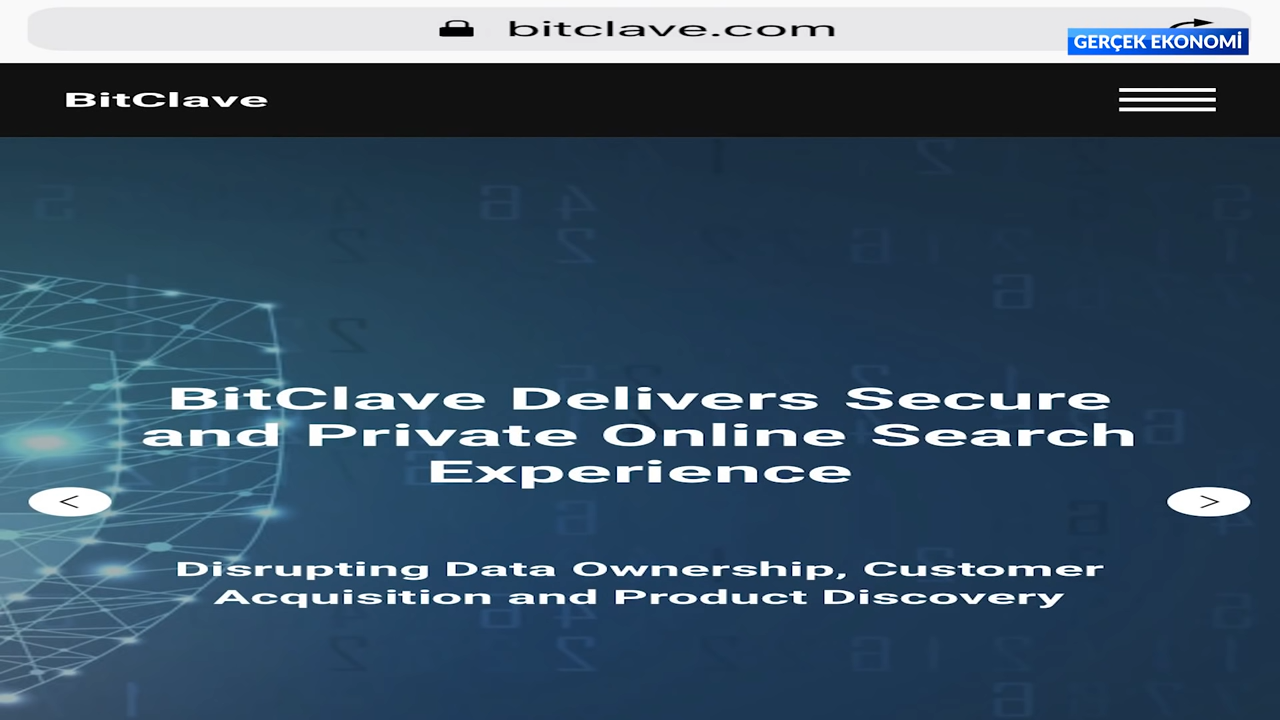 bitclave.com
GERÇEK EKONOMİ
BitClave
BitClave Delivers Secure
and Private Online Search
Experience
<
>
Disrupting Data Ownership, Customer
Acquisition and Product Discovery